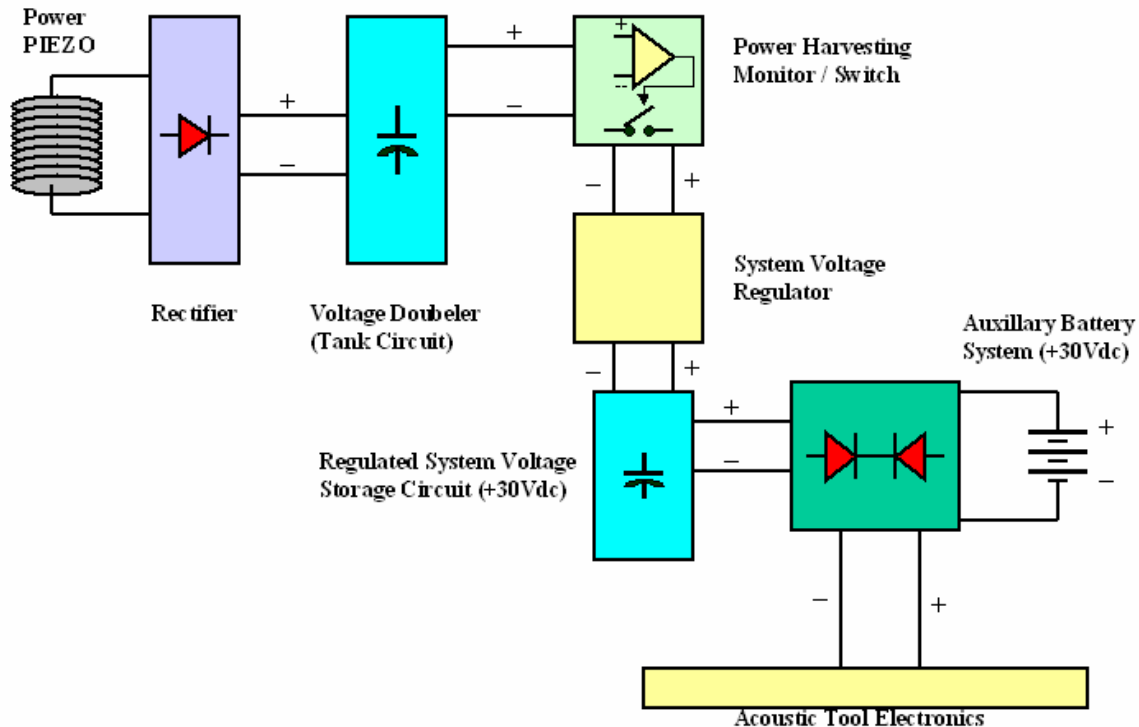 Power
PIEZO
+
−
+
−
+
--
Power Harvesting
Monitor / Switch
−
+
System Voltage
Regulator
Rectifier
Voltage Doubeler
(Tank Circuit)
−
+
Auxillary Battery
System (+30Vdc)
+
−
+
−
Regulated System Voltage
Storage Circuit (+30Vdc)
−
+
Acoustic Tool Electronics